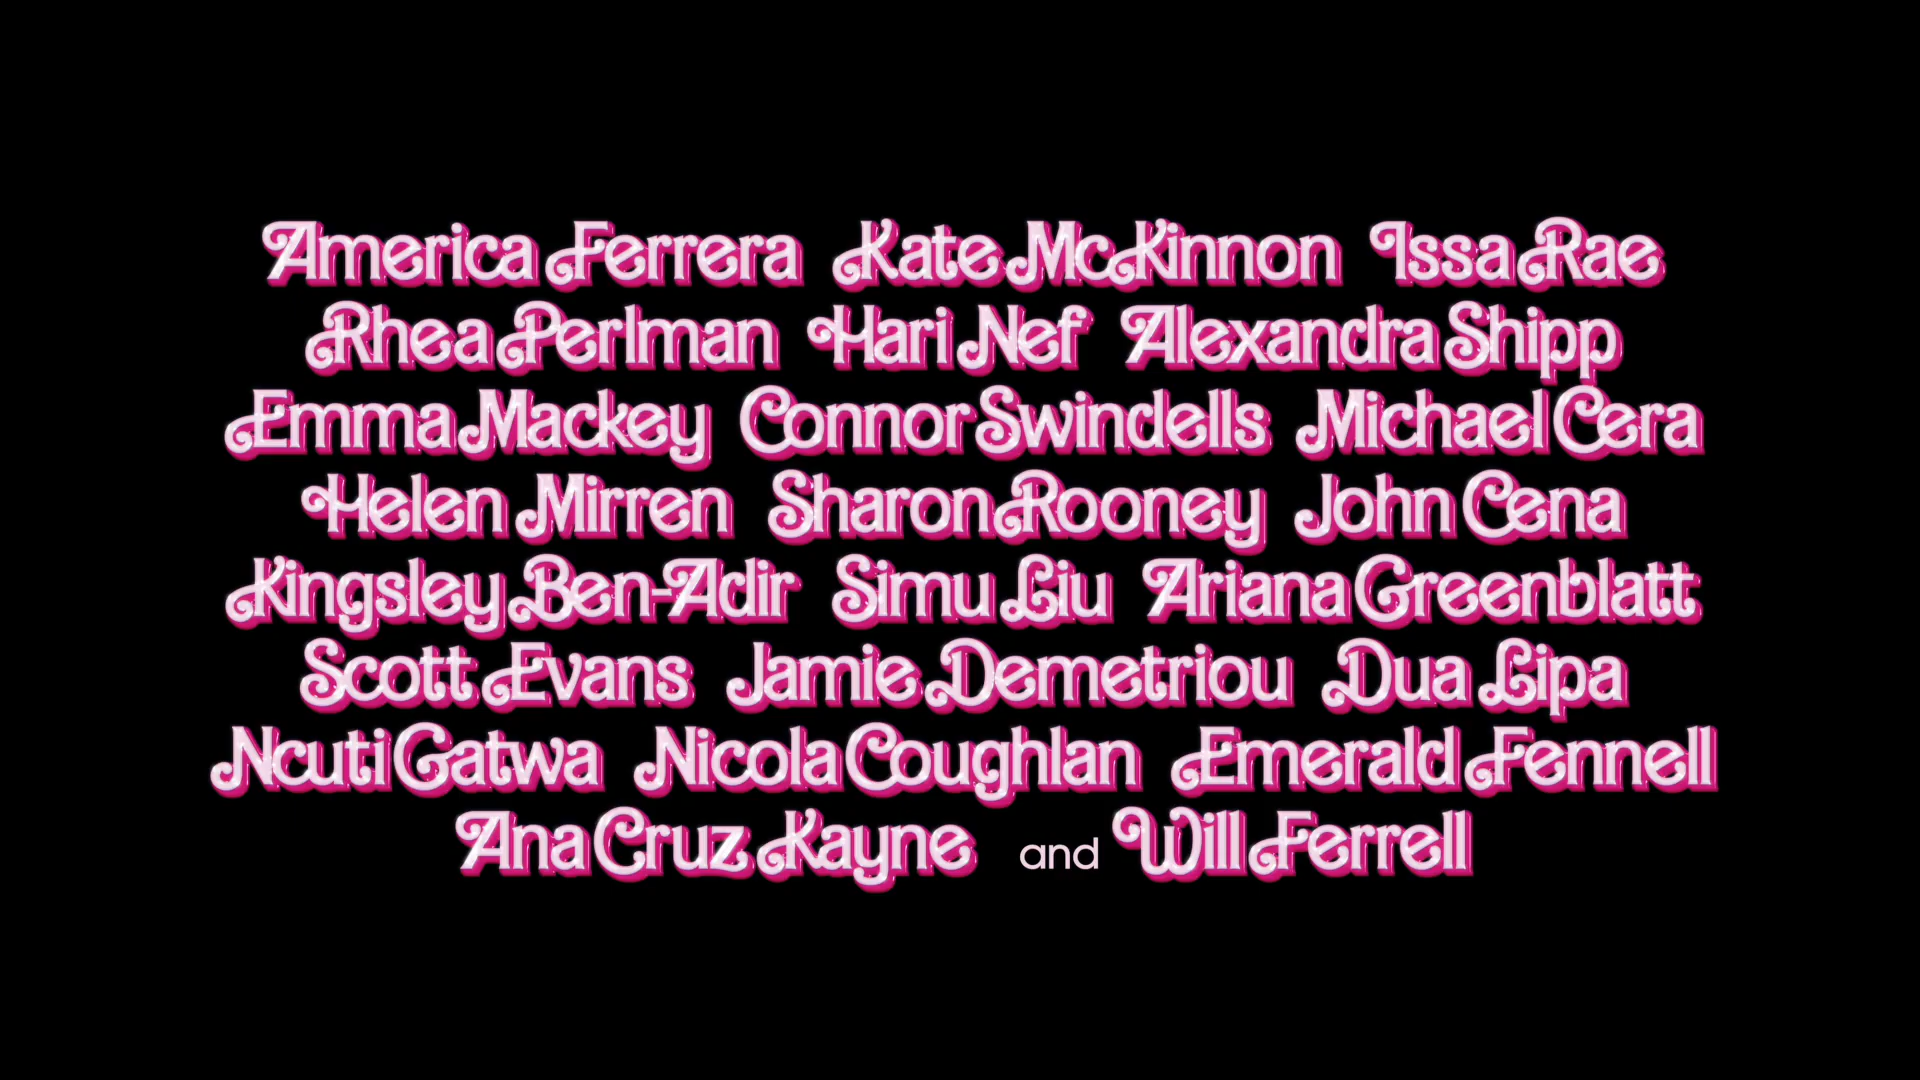 America Ferrera Kate McKinnon Issa Rae
Rhea Perlman Hari Nef Alexandra Shipp
Emma Mackey Connor Swindells Michael Cera
Helen Mirren Sharon Rooney John Cena
Kingsley Ben-Adir Simu Liu Ariana Greenblatt
Scott Evans Jamie Demetriou Dua Lipa
Ncuti Gatwa Nicola Coughlan Emerald Fennell
Ana Cruz Kayne and Will Ferrell